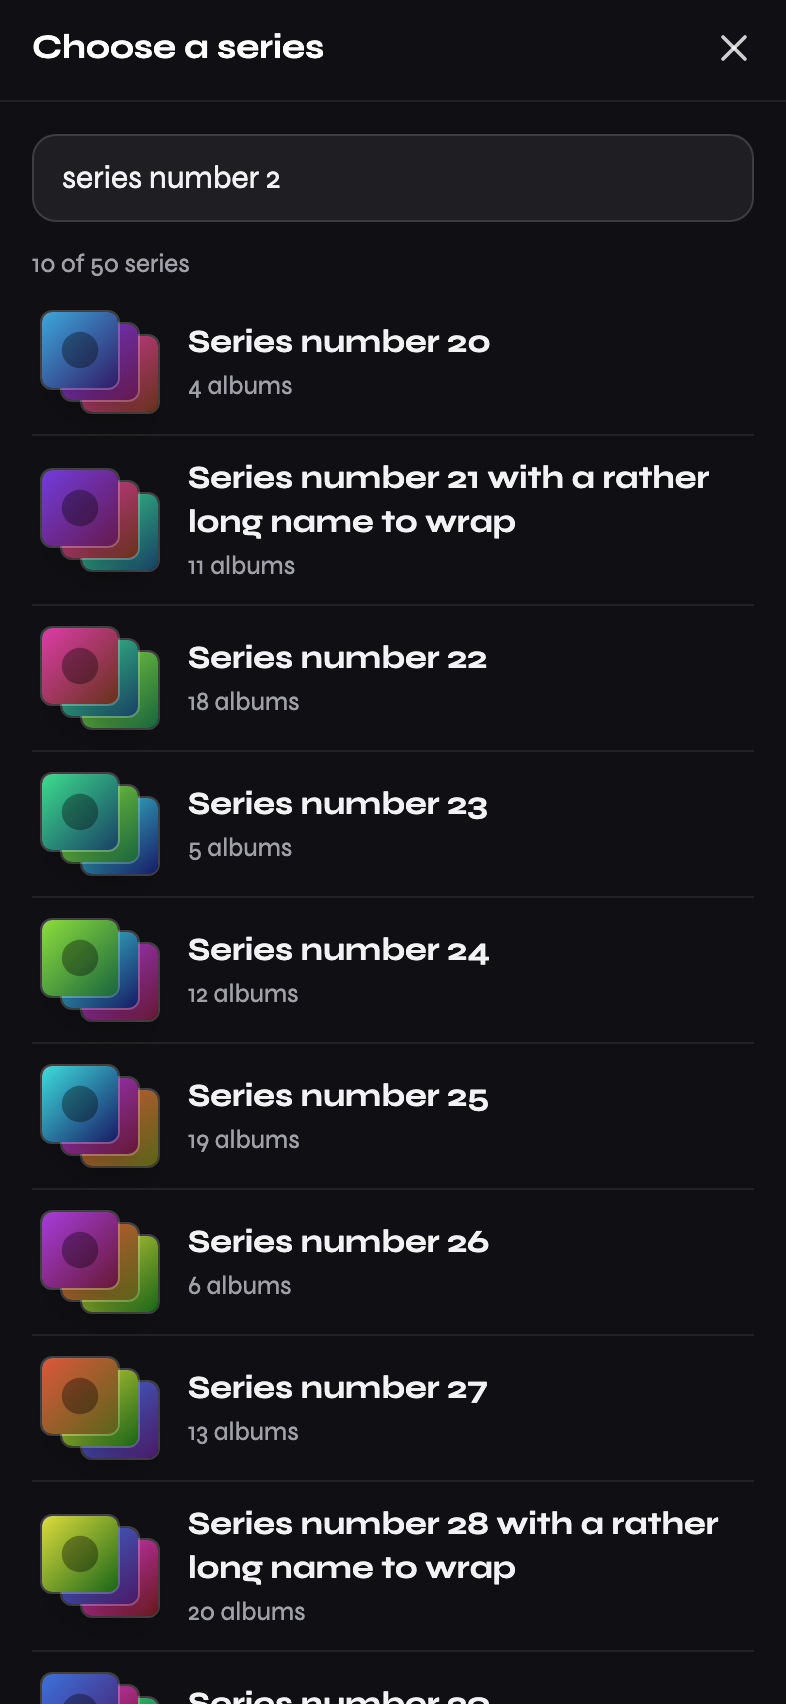 Choose a series
series number 2
10 of 50 series
Series number 20
4 albums
Series number 21 with a rather
long name to wrap
11 albums
Series number 22
18 albums
Series number 23
5 albums
Series number 24
12 albums
Series number 25
19 albums
Series number 26
6 albums
Series number 27
13 albums
Series number 28 with a rather
long name to wrap
20 albums
Series number